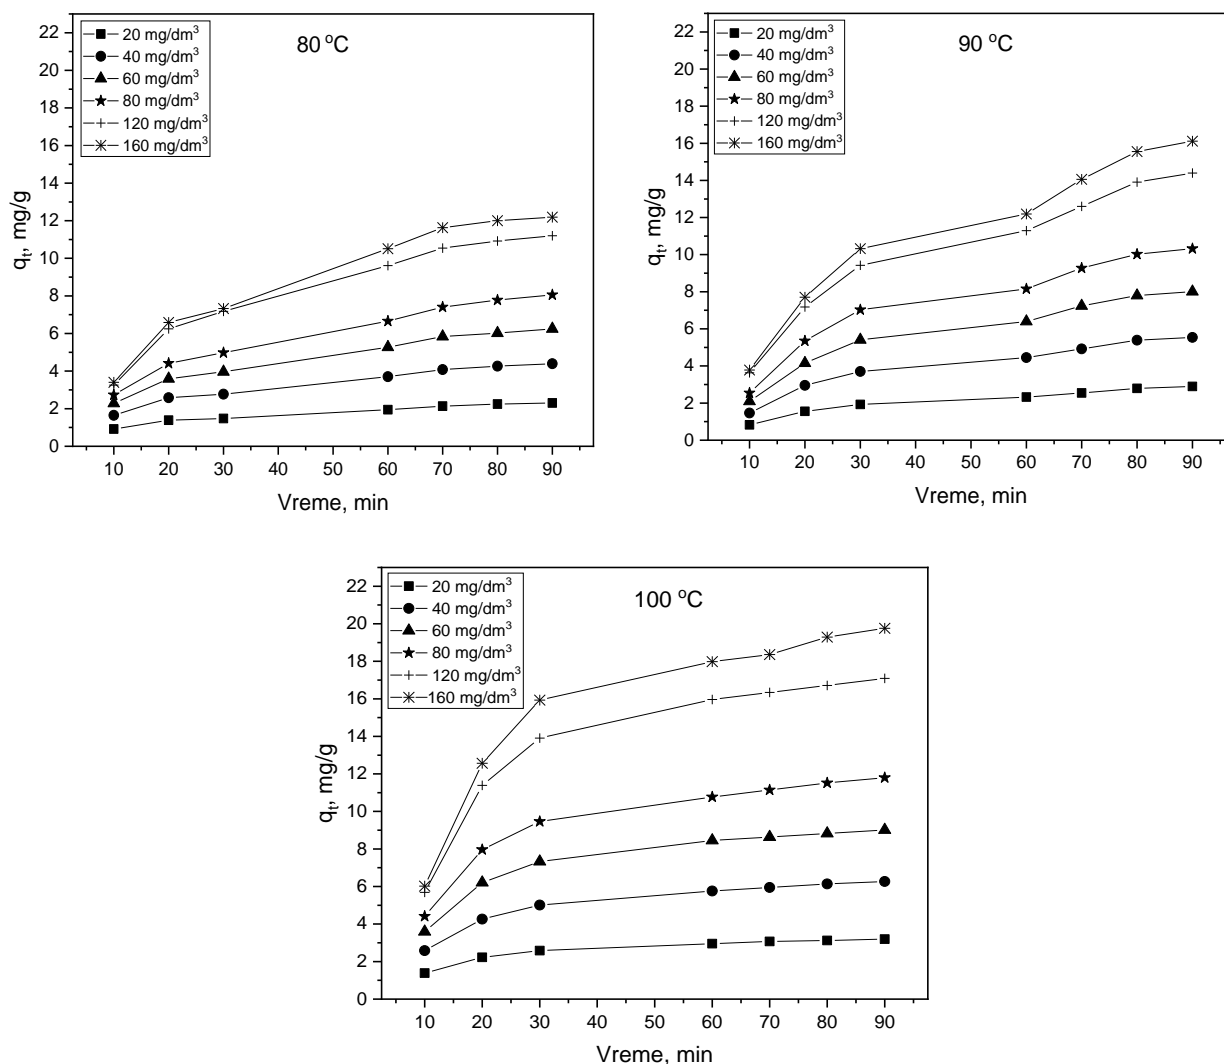 80 °C
20 mg/dm³
40 mg/dm³
60 mg/dm³
80 mg/dm³
120 mg/dm³
160 mg/dm³
22
20
18
16
14
12
10
8
6
4
2
0
qt, mg/g
10 20 30 40 50 60 70 80 90
Vreme, min
90 °C
20 mg/dm³
40 mg/dm³
60 mg/dm³
80 mg/dm³
120 mg/dm³
160 mg/dm³
22
20
18
16
14
12
10
8
6
4
2
0
qt, mg/g
10 20 30 40 50 60 70 80 90
Vreme, min
100 °C
20 mg/dm³
40 mg/dm³
60 mg/dm³
80 mg/dm³
120 mg/dm³
160 mg/dm³
22
20
18
16
14
12
10
8
6
4
2
0
qt, mg/g
10 20 30 40 50 60 70 80 90
Vreme, min